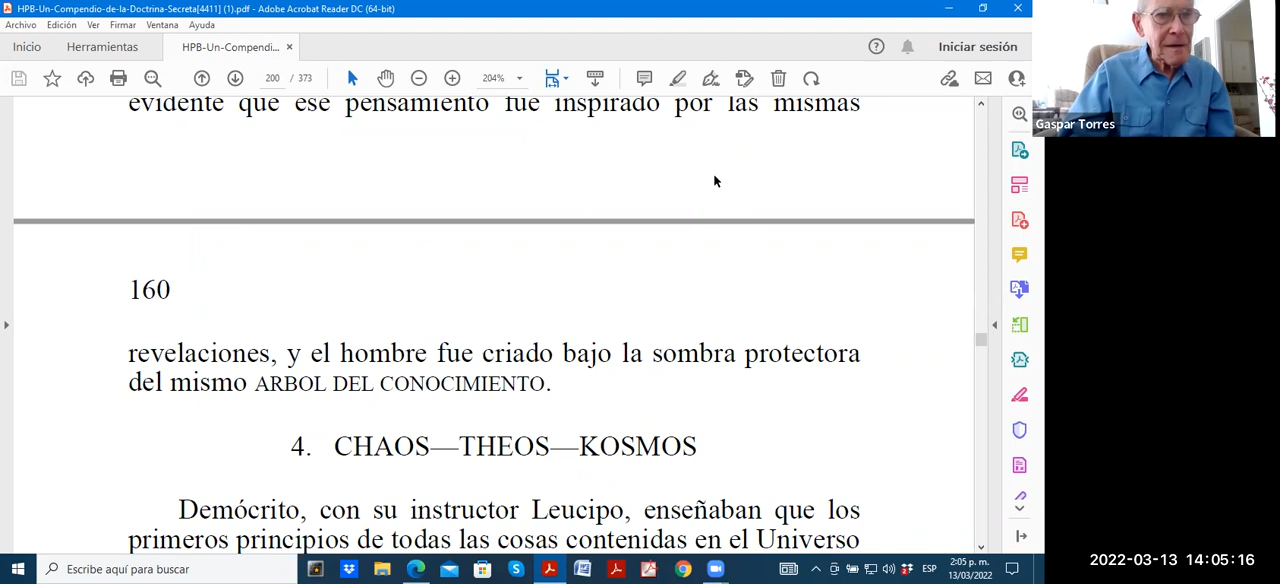 HPB-Un-Compendio-de-la-Doctrina-Secreta[4411] (1).pdf - Adobe Acrobat Reader DC (64-bit)
Archivo Edición Ver Firmar Ventana Ayuda
Inicio Herramientas HPB-Un-Compendi... × Iniciar sesión
200 / 373 204%
evidente que ese pensamiento fue inspirado por las mismas
Gaspar Torres
160
revelaciones, y el hombre fue criado bajo la sombra protectora
del mismo ARBOL DEL CONOCIMIENTO.
4. CHAOS—THEOS—KOSMOS
Demócrito, con su instructor Leucipo, enseñaban que los
primeros principios de todas las cosas contenidas en el Universo
Escribe aquí para buscar
ESP
2:05 p. m.
13/03/2022
2022-03-13 14:05:16